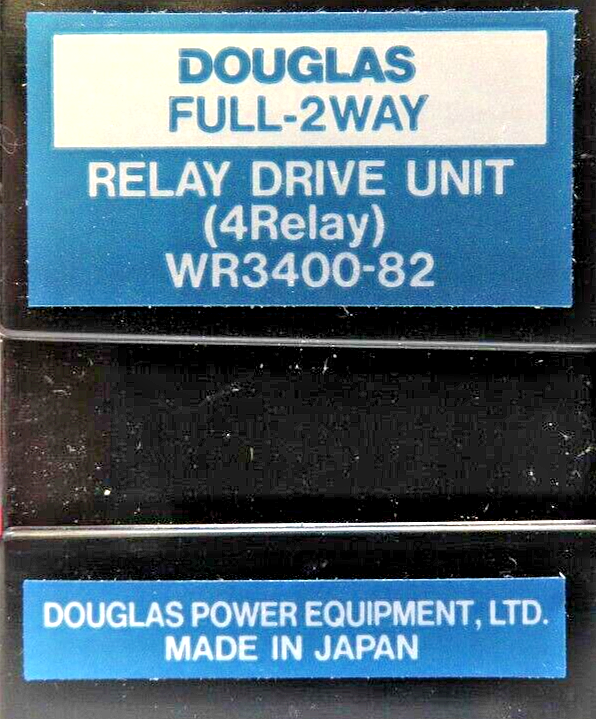 DOUGLAS
FULL-2WAY
RELAY DRIVE UNIT
(4Relay)
WR3400-82
DOUGLAS POWER EQUIPMENT, LTD.
MADE IN JAPAN